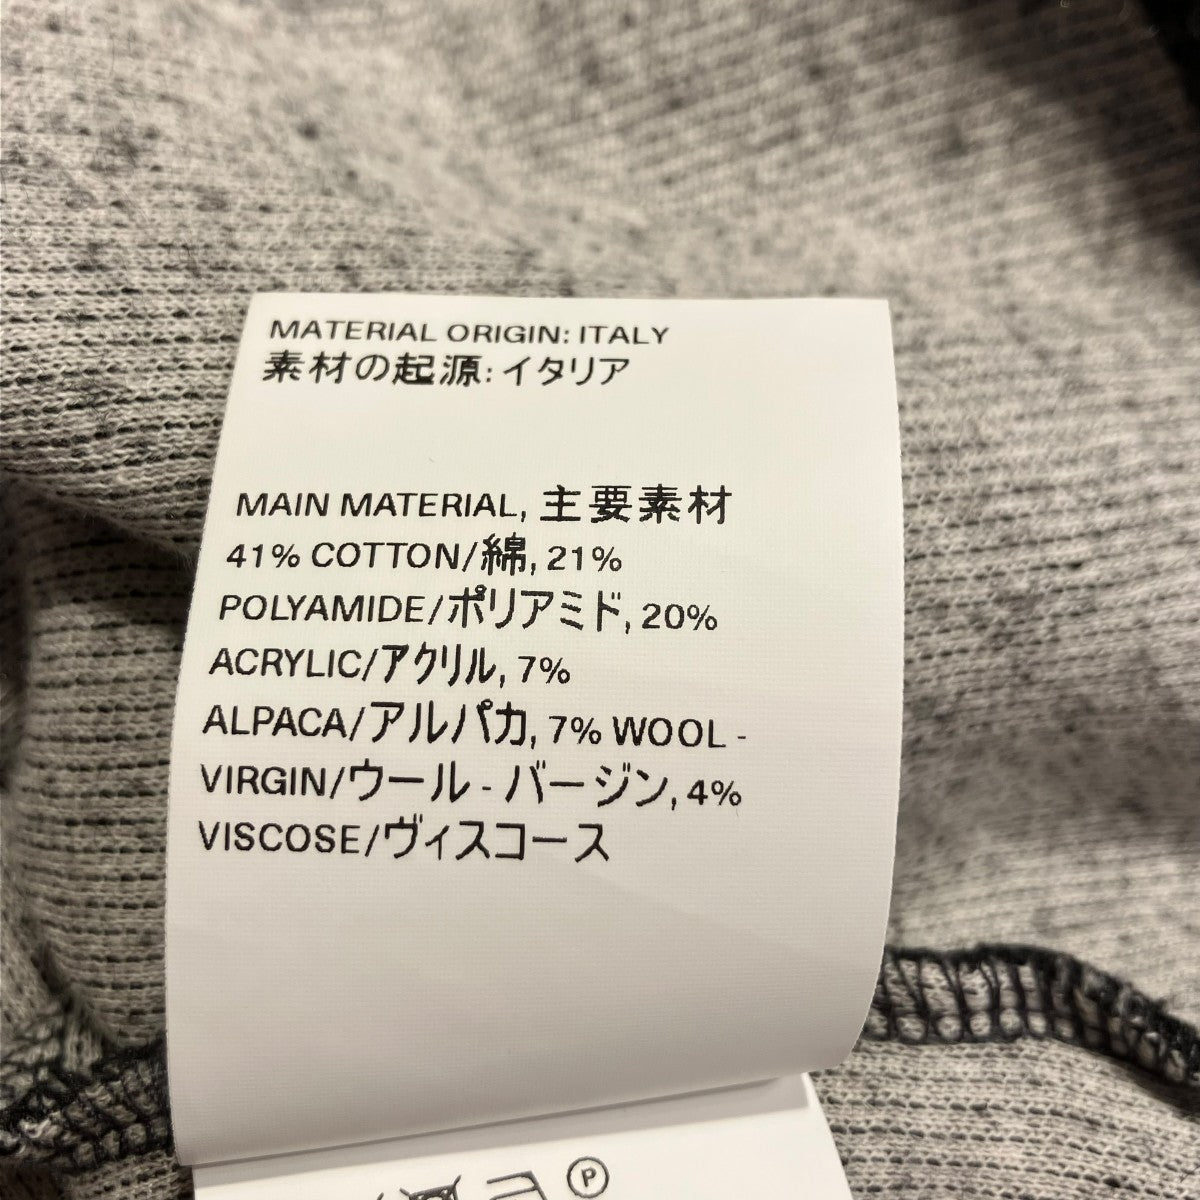 MATERIAL ORIGIN: ITALY
素材の起源: イタリア
MAIN MATERIAL, 主要素材
41% COTTON/綿, 21%
POLYAMIDE/ポリアミド, 20%
ACRYLIC/アクリル, 7%
ALPACA/アルパカ, 7% WOOL -
VIRGIN/ウール - バージン, 4%
VISCOSE/ヴィスコース
P